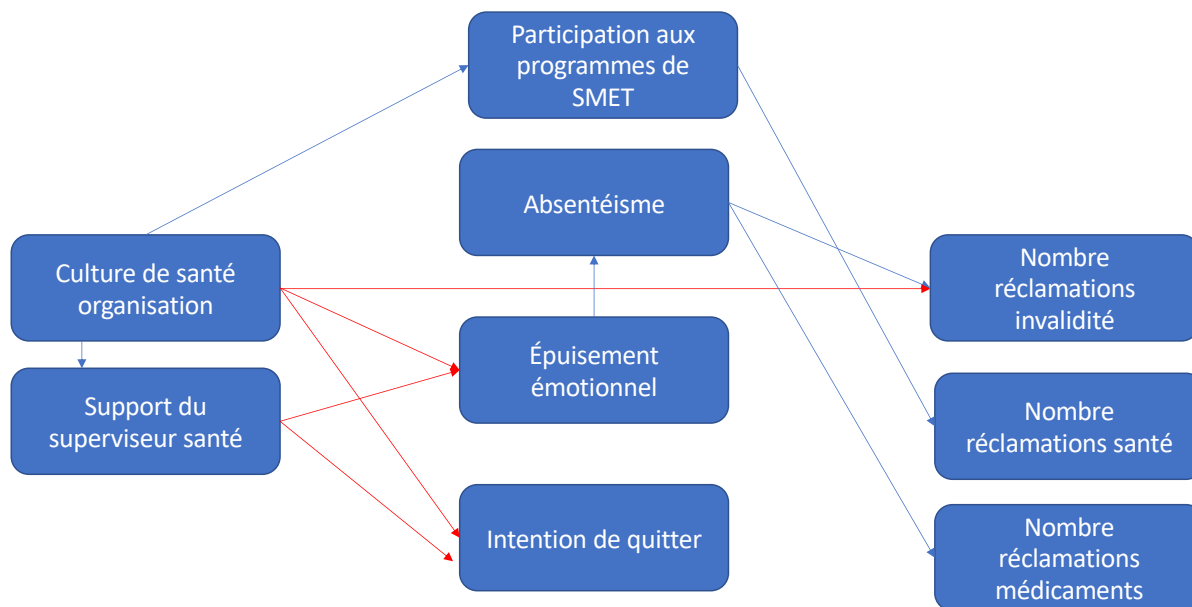 Participation aux
programmes de
SMET
Absentéisme
Culture de santé
organisation
Nombre
réclamations
invalidité
Épuisement
émotionnel
Support du
superviseur santé
Nombre
réclamations santé
Intention de quitter
Nombre
réclamations
médicaments